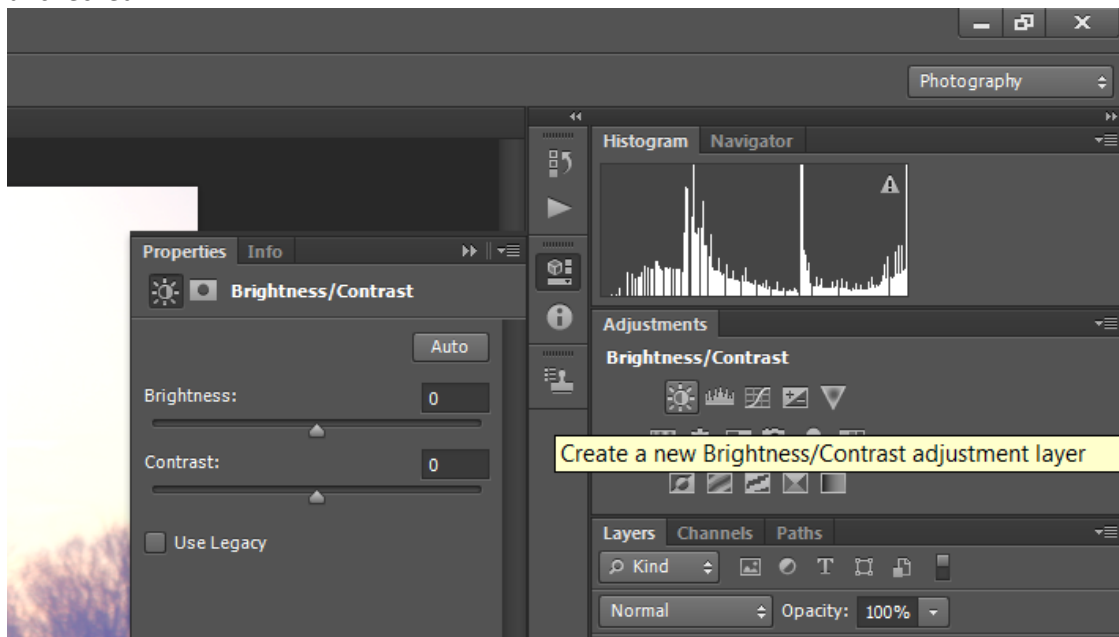 Photography
Histogram Navigator
Properties Info
Brightness/Contrast
Adjustments
Auto
Brightness/Contrast
Brightness: 0
Create a new Brightness/Contrast adjustment layer
Contrast: 0
Layers Channels Paths
Use Legacy
Kind
T
Normal Opacity: 100%